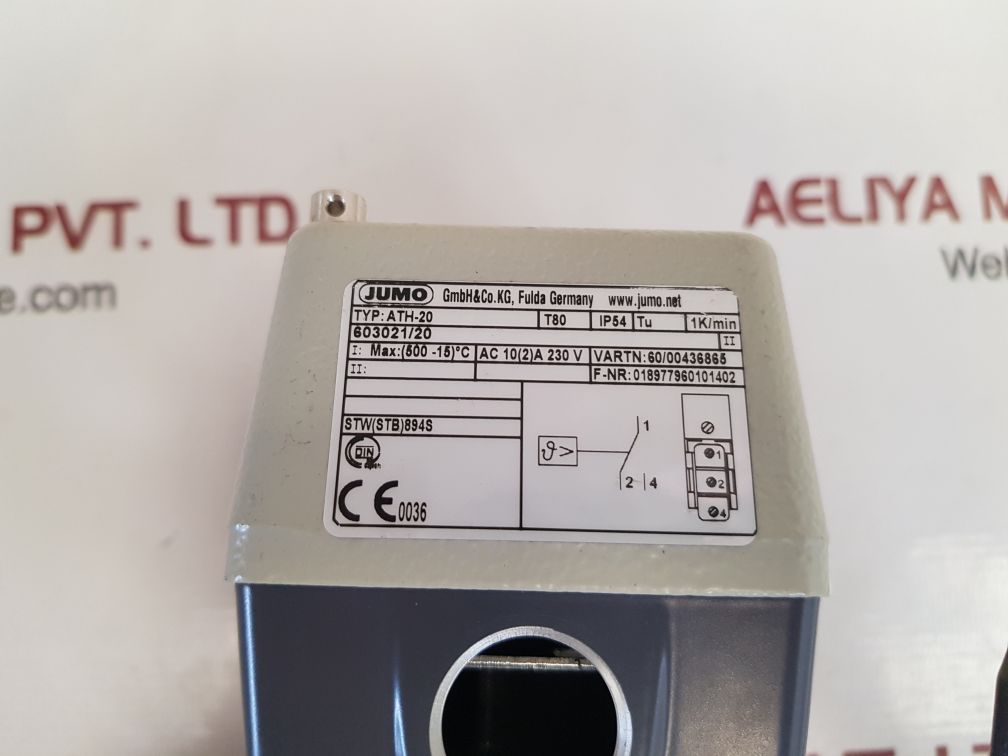 PVT. LTD.
AELIYA M
e.com
Wel
JUMO GmbH&Co.KG, Fulda Germany www.jumo.net
TYP: ATH-20 T80 IP54 Tu 1K/min
603021/20 II
I: Max:(500 -15)°C AC 10(2)A 230 V VARTN: 60/00436865
II: F-NR: 018977960101402
STW(STB)894S
DIN
CE 0036
ϑ> 1 2 4
1
2
4